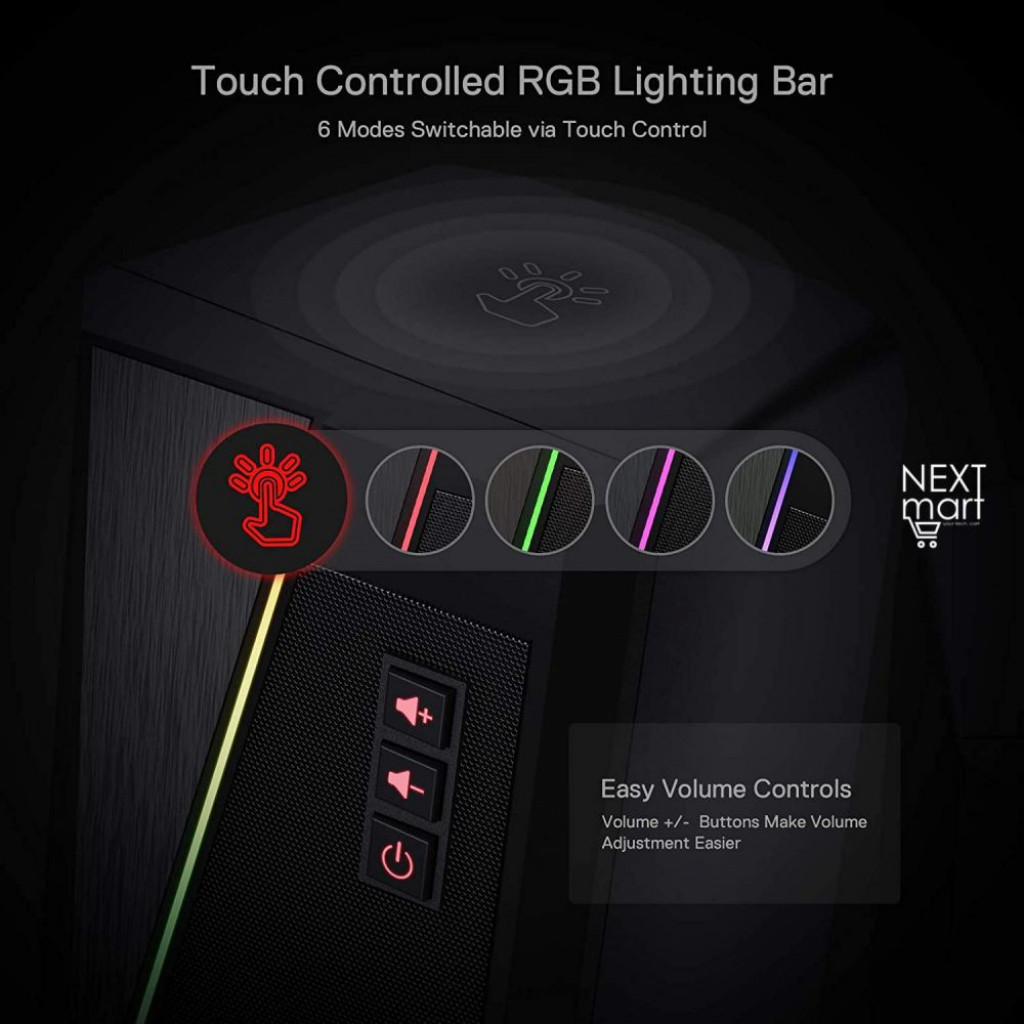 Touch Controlled RGB Lighting Bar
6 Modes Switchable via Touch Control
NEXT
mart
Easy Volume Controls
Volume +/- Buttons Make Volume
Adjustment Easier